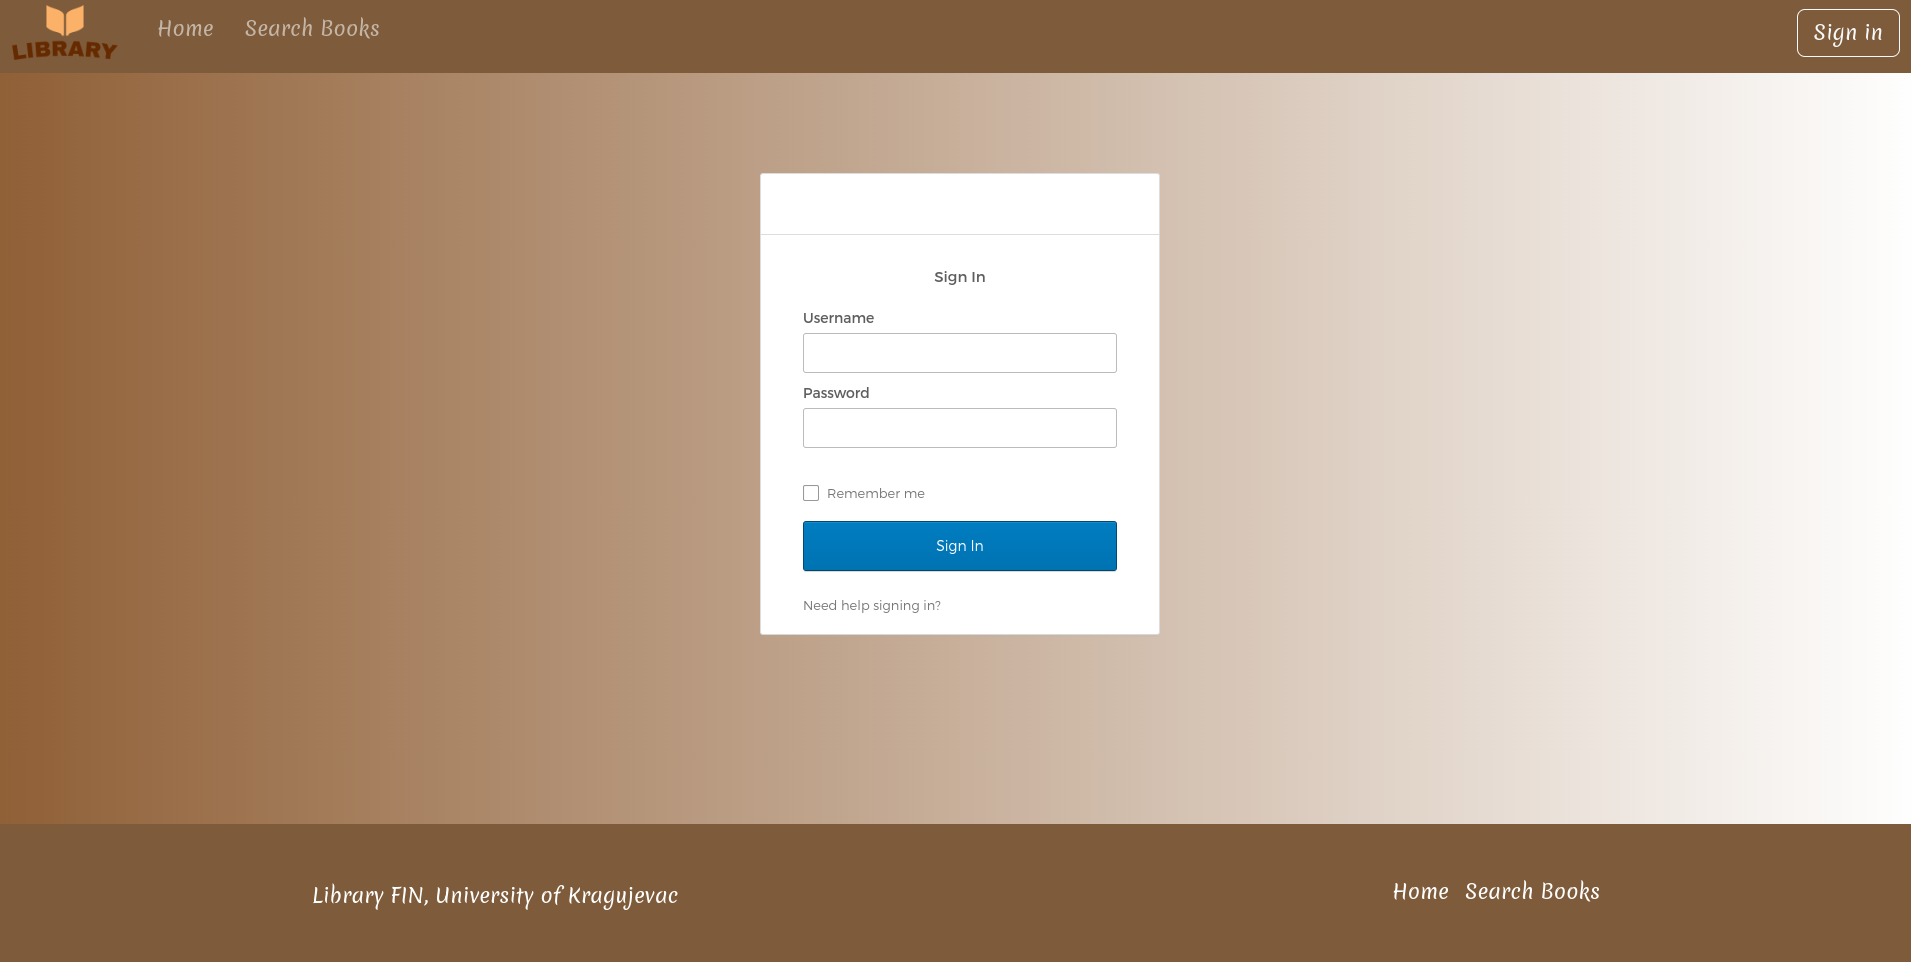 LIBRARY
Home Search Books
Sign in
Sign In
Username
Password
Remember me
Sign In
Need help signing in?
Library FIN, University of Kragujevac
Home Search Books